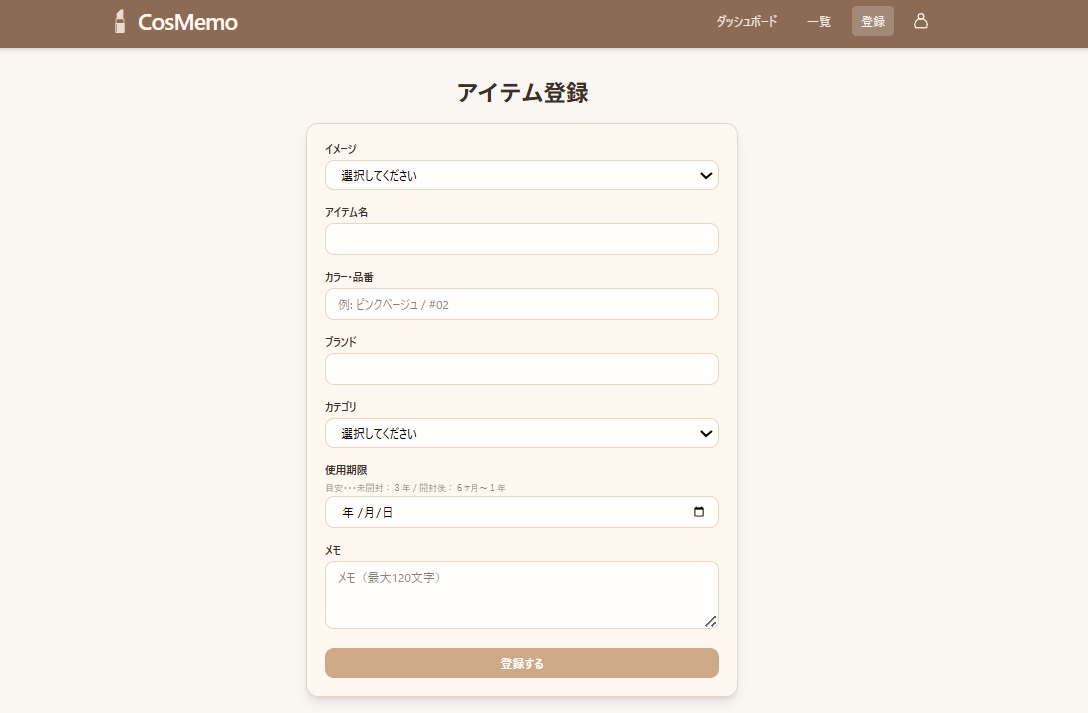 CosMemo
ダッシュボード 一覧 登録
アイテム登録
イメージ
選択してください
アイテム名
カラー・品番
例: ピンクベージュ / #02
ブランド
カテゴリ
選択してください
使用期限
目安･･･未開封：３年 / 開封後：６ヶ月～１年
年 /月/日
メモ
メモ（最大120文字）
登録する